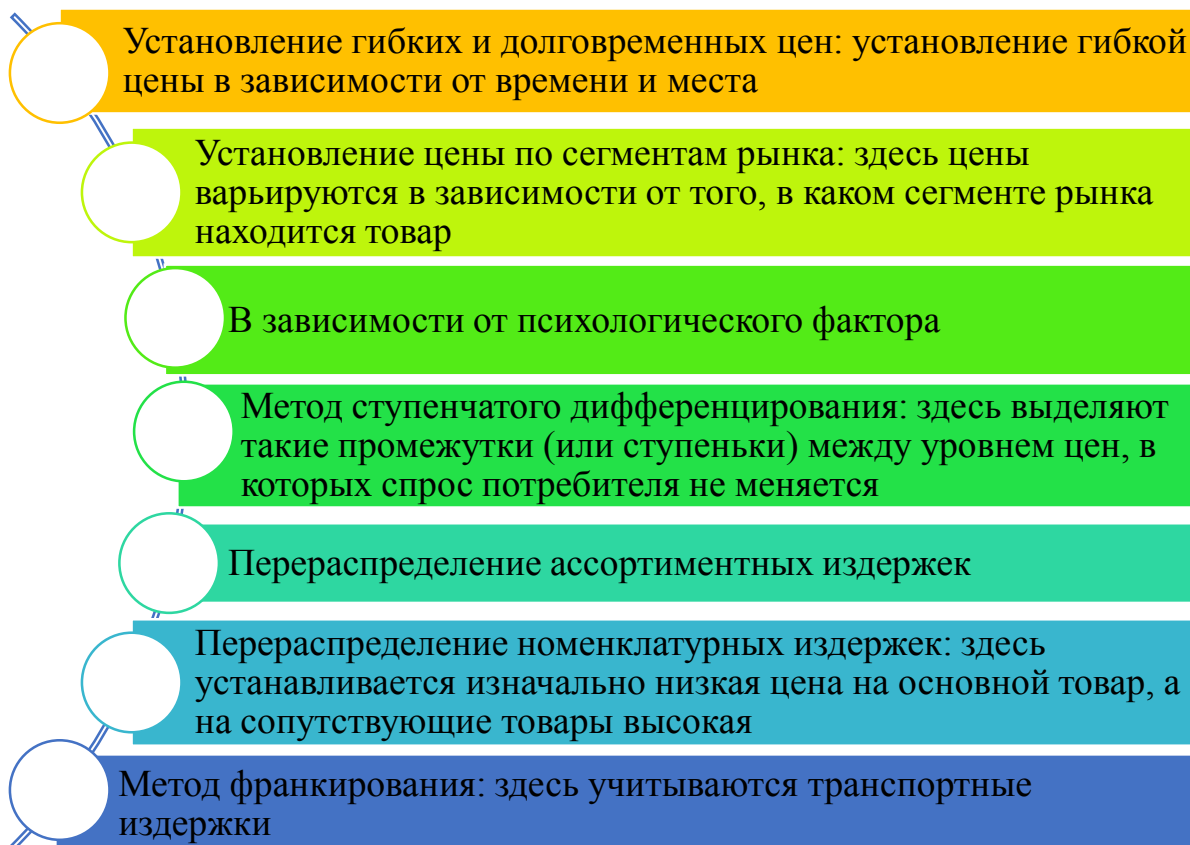 Установление гибких и долговременных цен: установление гибкой
цены в зависимости от времени и места
Установление цены по сегментам рынка: здесь цены
варьируются в зависимости от того, в каком сегменте рынка
находится товар
В зависимости от психологического фактора
Метод ступенчатого дифференцирования: здесь выделяют
такие промежутки (или ступеньки) между уровнем цен, в
которых спрос потребителя не меняется
Перераспределение ассортиментных издержек
Перераспределение номенклатурных издержек: здесь
устанавливается изначально низкая цена на основной товар, а
на сопутствующие товары высокая
Метод франкирования: здесь учитываются транспортные
издержки